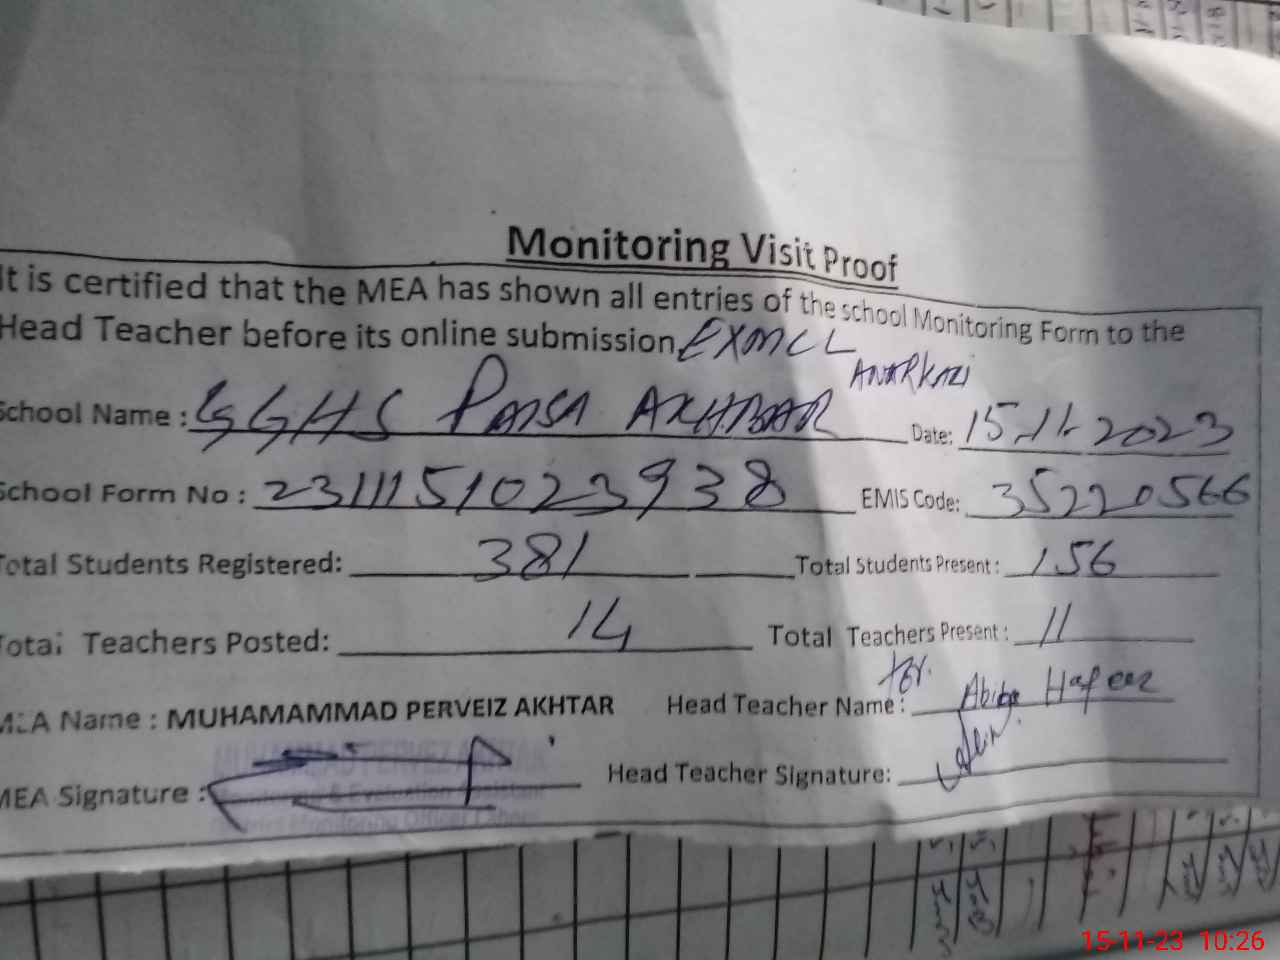 Monitoring Visit Proof
It is certified that the MEA has shown all entries of the school Monitoring Form to the
Head Teacher before its online submission EXMCL
ANARKALI
School Name : GGHS PAISA AKHBAR Date: 15.11.2023
School Form No : 2311151023938 EMIS Code: 35220566
Total Students Registered: 381 Total Students Present : 156
Total Teachers Posted: 14 Total Teachers Present : 11
for.
MEA Name : MUHAMAMMAD PERVEIZ AKHTAR Head Teacher Name : Hafeez
MEA Signature : Head Teacher Signature:
15-11-23 10:26